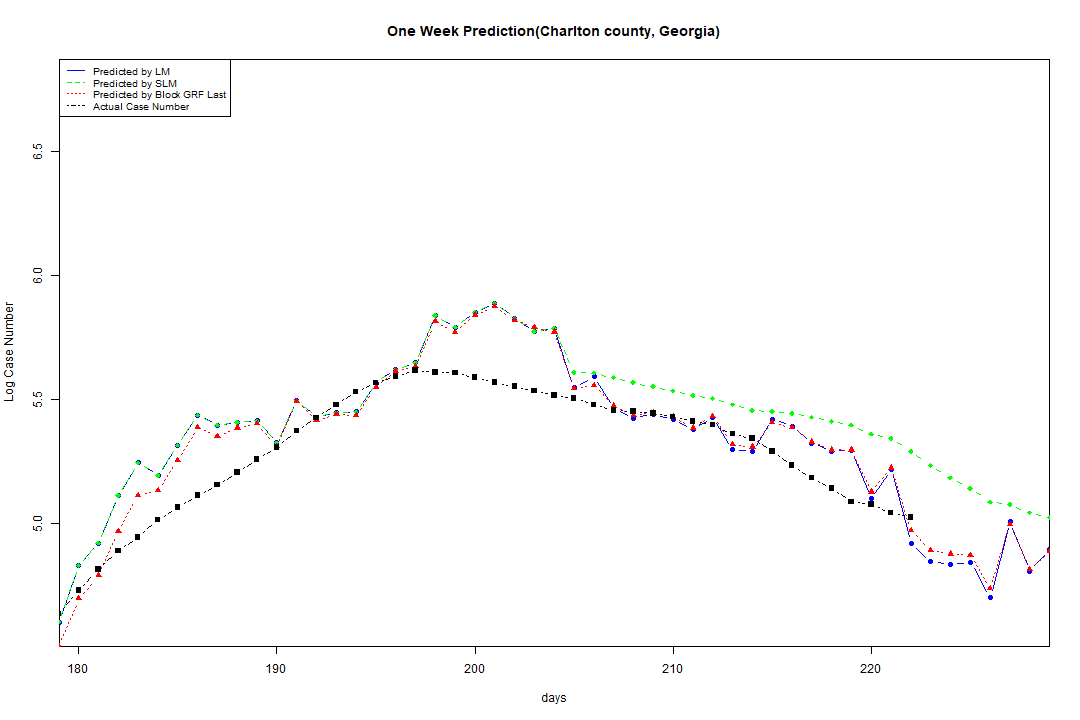 One Week Prediction(Charlton county, Georgia)
Predicted by LM
Predicted by SLM
Predicted by Block GRF Last
Actual Case Number
6.5
6.0
5.5
5.0
Log Case Number
180 190 200 210 220
days